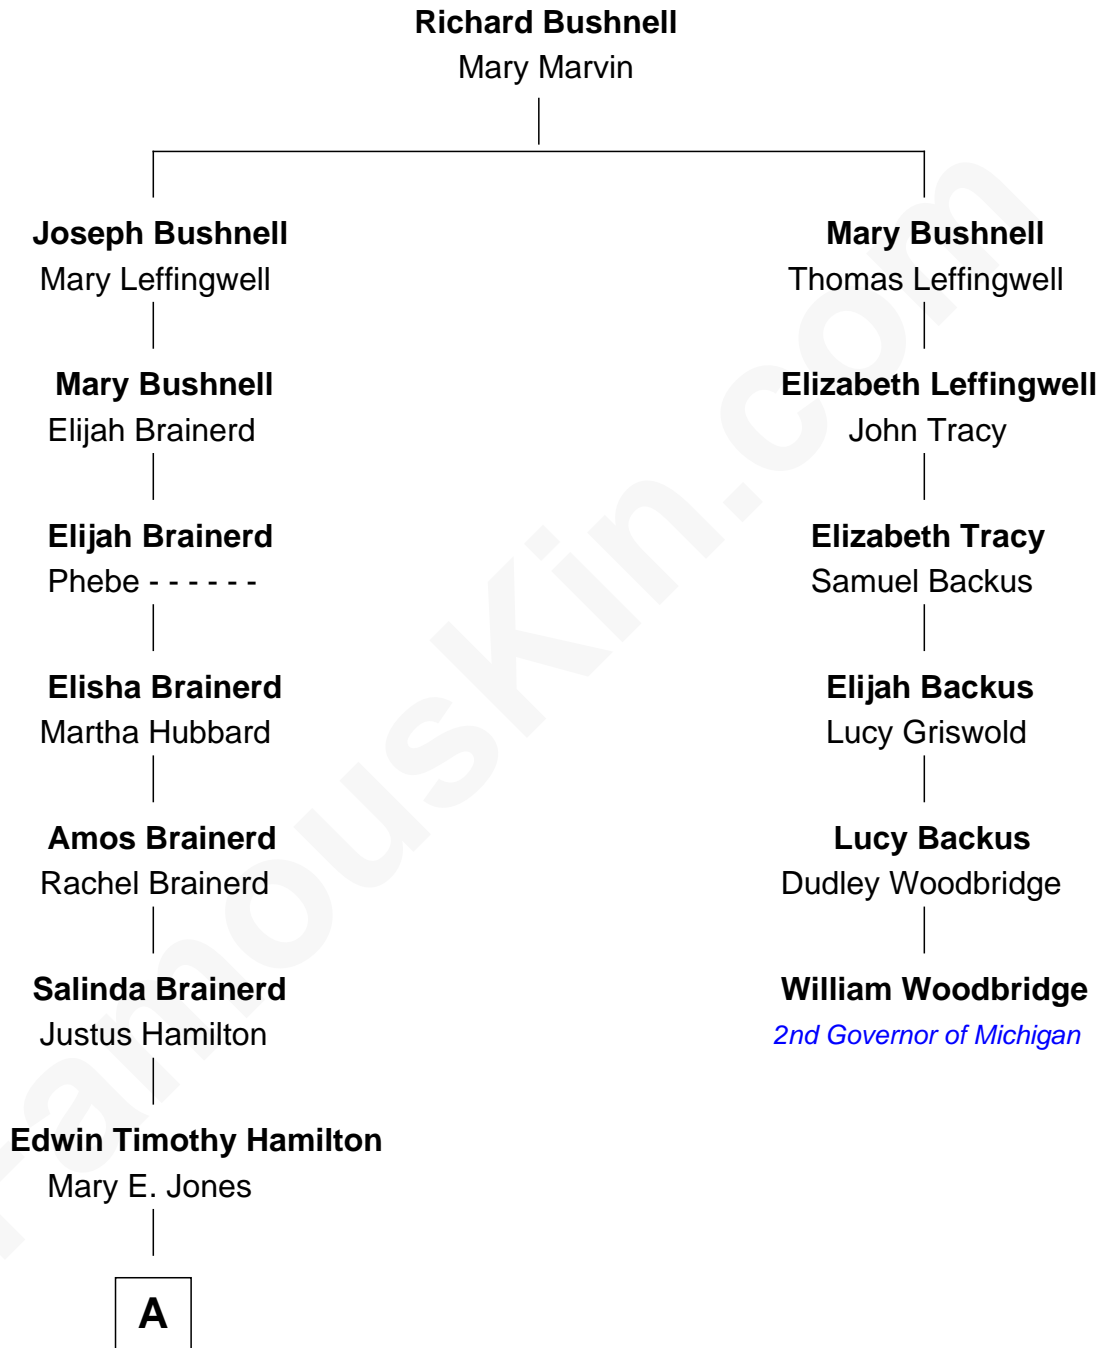 Richard Bushnell
Mary Marvin
Joseph Bushnell
Mary Leffingwell
Mary Bushnell
Thomas Leffingwell
Mary Bushnell
Elijah Brainerd
Elizabeth Leffingwell
John Tracy
Elijah Brainerd
Phebe - - - - - -
Elizabeth Tracy
Samuel Backus
Elisha Brainerd
Martha Hubbard
Elijah Backus
Lucy Griswold
Amos Brainerd
Rachel Brainerd
Lucy Backus
Dudley Woodbridge
Salinda Brainerd
Justus Hamilton
William Woodbridge
2nd Governor of Michigan
Edwin Timothy Hamilton
Mary E. Jones
A
FamousKin.com